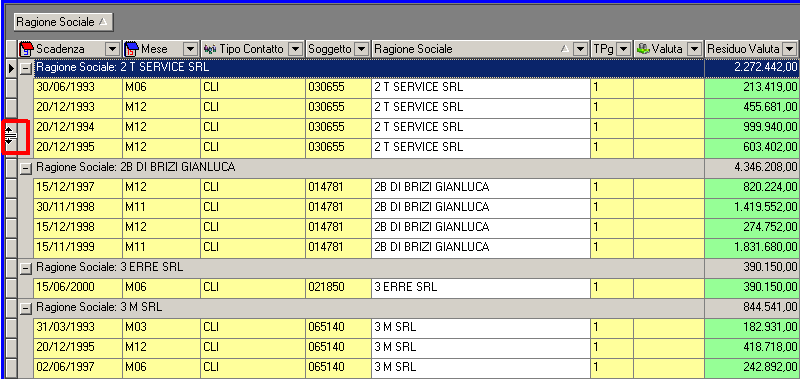 Ragione Sociale
Scadenza Mese Tipo Contatto Soggetto Ragione Sociale TPg Valuta Residuo Valuta
Ragione Sociale: 2 T SERVICE SRL 2.272.442,00
30/06/1993 M06 CLI 030655 2 T SERVICE SRL 1 213.419,00
20/12/1993 M12 CLI 030655 2 T SERVICE SRL 1 455.681,00
20/12/1994 M12 CLI 030655 2 T SERVICE SRL 1 999.940,00
20/12/1995 M12 CLI 030655 2 T SERVICE SRL 1 603.402,00
Ragione Sociale: 2B DI BRIZI GIANLUCA 4.346.208,00
15/12/1997 M12 CLI 014781 2B DI BRIZI GIANLUCA 1 820.224,00
30/11/1998 M11 CLI 014781 2B DI BRIZI GIANLUCA 1 1.419.552,00
15/12/1998 M12 CLI 014781 2B DI BRIZI GIANLUCA 1 274.752,00
15/11/1999 M11 CLI 014781 2B DI BRIZI GIANLUCA 1 1.831.680,00
Ragione Sociale: 3 ERRE SRL 390.150,00
15/06/2000 M06 CLI 021850 3 ERRE SRL 1 390.150,00
Ragione Sociale: 3 M SRL 844.541,00
31/03/1993 M03 CLI 065140 3 M SRL 1 182.931,00
20/12/1995 M12 CLI 065140 3 M SRL 1 418.718,00
02/06/1997 M06 CLI 065140 3 M SRL 1 242.892,00